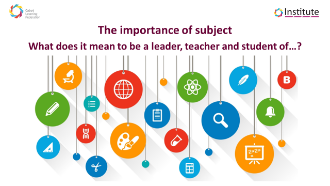 Institute
The importance of subject
What does it mean to be a leader, teacher and student of...?
B